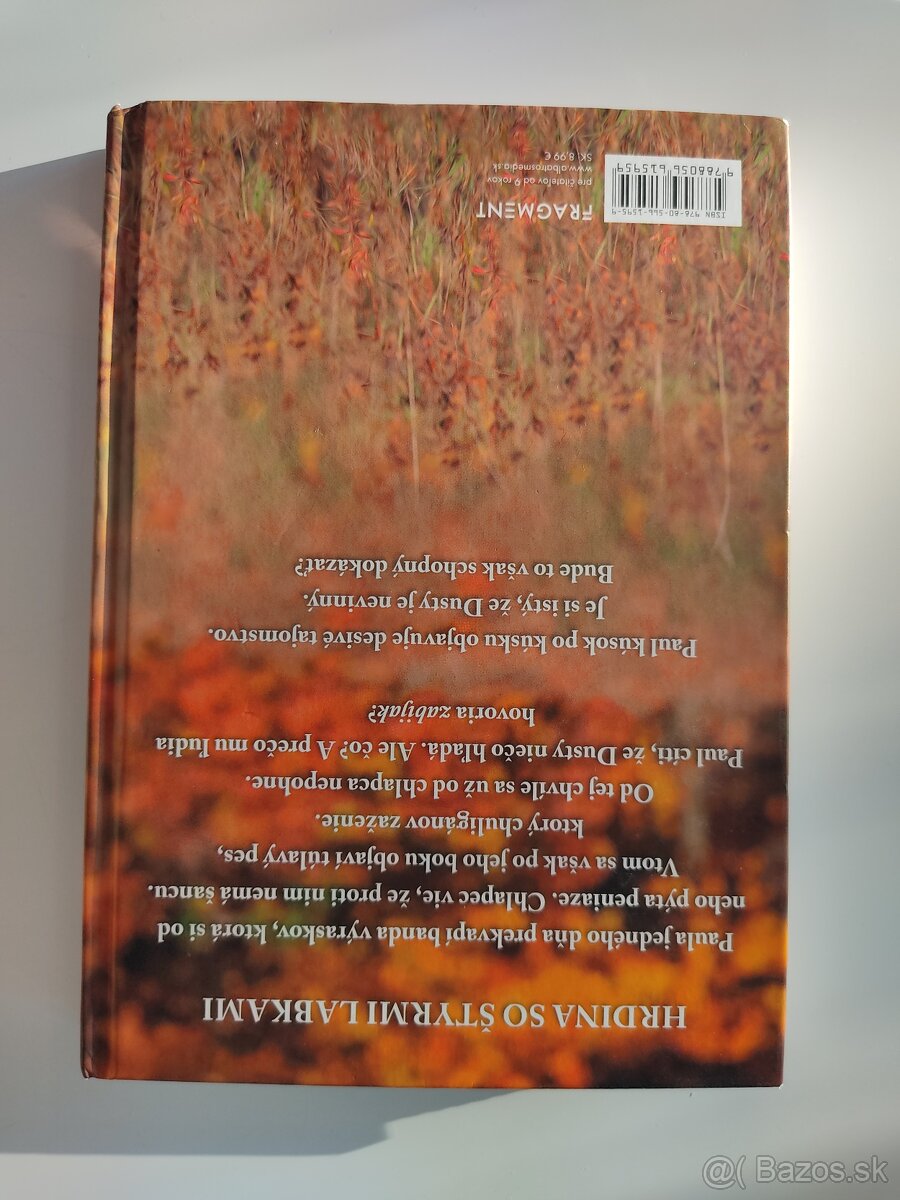 HRDINA SO ŠTYRMI LABKAMI
Paula jedného dňa prekvapí banda výraskov, ktorá si od
neho pýta peniaze. Chlapec vie, že proti nim nemá šancu.
Vtom sa však po jeho boku objaví túlavý pes,
ktorý chuligánov zaženie.
Od tej chvíle sa už od chlapca nepohne.
Paul cíti, že Dusty niečo hľadá. Ale čo? A prečo mu ľudia
hovoria zabijak?
Paul kúsok po kúsku objavuje desivé tajomstvo.
Je si istý, že Dusty je nevinný.
Bude to však schopný dokázať?
FRAGMENT
pre čitateľov od 9 rokov
www.albatrosmedia.sk
SK: 8,99 €
ISBN 978-80-566-1595-9
9 788056 615959
@( Bazos.sk